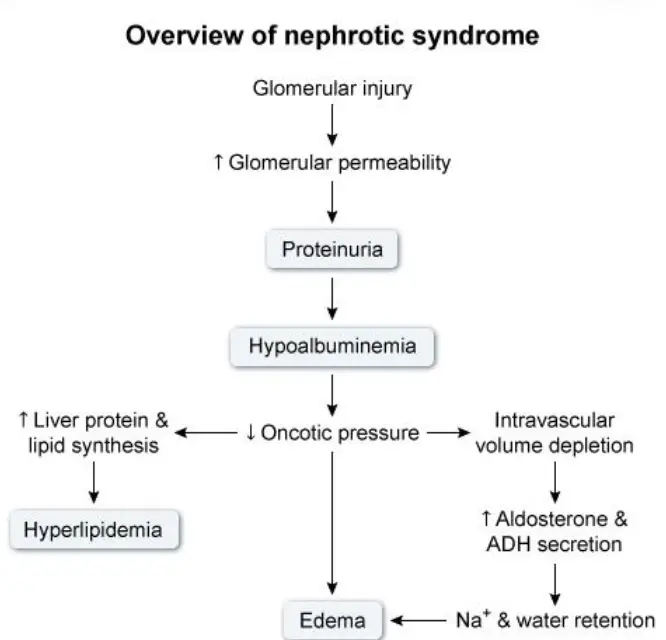 Overview of nephrotic syndrome
Glomerular injury
↑ Glomerular permeability
Proteinuria
Hypoalbuminemia
↑ Liver protein &
lipid synthesis
↓ Oncotic pressure
Intravascular
volume depletion
Hyperlipidemia
↑ Aldosterone &
ADH secretion
Edema
Na⁺ & water retention